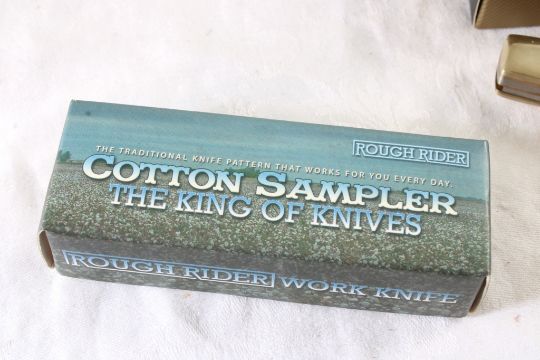 ROUGH RIDER
THE TRADITIONAL KNIFE PATTERN THAT WORKS FOR YOU EVERY DAY.
COTTON SAMPLER
THE KING OF KNIVES
ROUGH RIDER WORK KNIFE